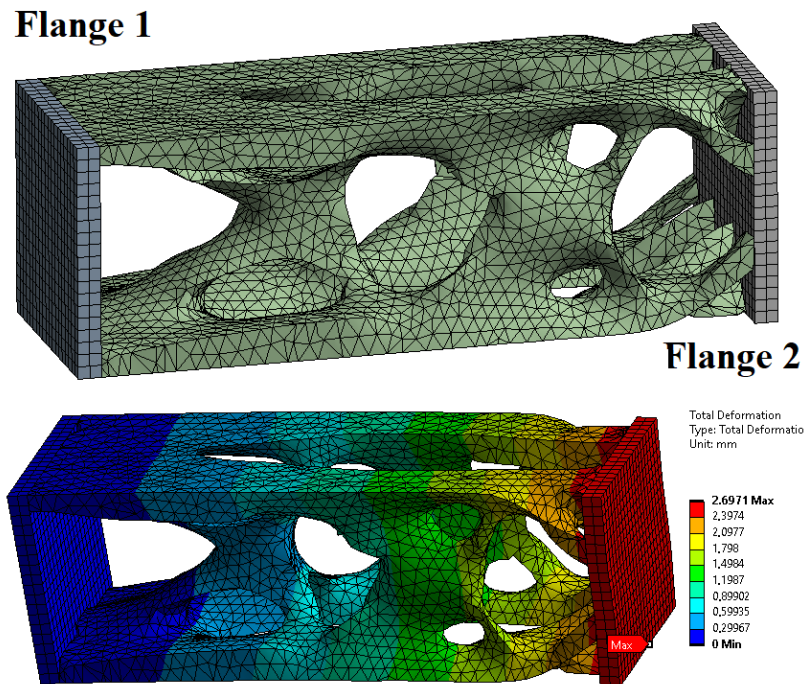 Flange 1
Flange 2
Total Deformation
Type: Total Deformatio
Unit: mm
2.6971 Max
2,3974
2,0977
1,798
1,4984
1,1987
0,89902
0,59935
0,29967
0 Min
Max